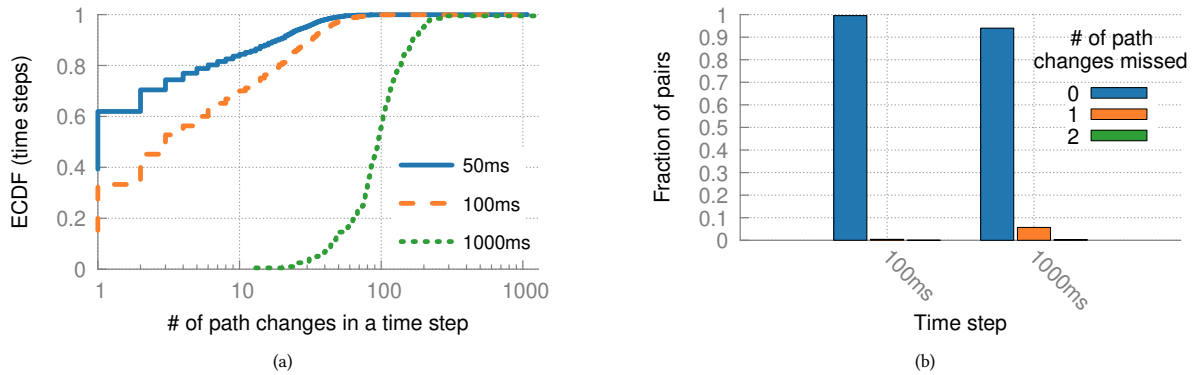 1
0.8
0.6
0.4
0.2
0
ECDF (time steps)
50ms
100ms
1000ms
1 10 100 1000
# of path changes in a time step
(a)
1
0.9
0.8
0.7
0.6
0.5
0.4
0.3
0.2
0.1
0
Fraction of pairs
# of path
changes missed
0
1
2
100ms
1000ms
Time step
(b)